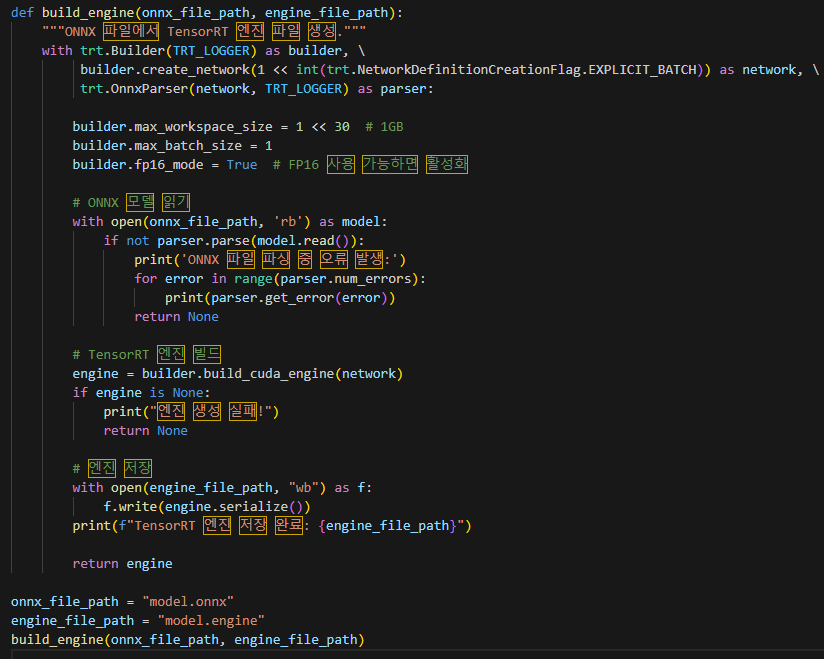 def build_engine(onnx_file_path, engine_file_path):
    """ONNX 파일에서 TensorRT 엔진 파일 생성."""
    with trt.Builder(TRT_LOGGER) as builder, \
         builder.create_network(1 << int(trt.NetworkDefinitionCreationFlag.EXPLICIT_BATCH)) as network, \
         trt.OnnxParser(network, TRT_LOGGER) as parser:
        builder.max_workspace_size = 1 << 30  # 1GB
        builder.max_batch_size = 1
        builder.fp16_mode = True  # FP16 사용 가능하면 활성화
        # ONNX 모델 읽기
        with open(onnx_file_path, 'rb') as model:
            if not parser.parse(model.read()):
                print('ONNX 파일 파싱 중 오류 발생:')
                for error in range(parser.num_errors):
                    print(parser.get_error(error))
                return None
        # TensorRT 엔진 빌드
        engine = builder.build_cuda_engine(network)
        if engine is None:
            print("엔진 생성 실패!")
            return None
        # 엔진 저장
        with open(engine_file_path, "wb") as f:
            f.write(engine.serialize())
        print(f"TensorRT 엔진 저장 완료: {engine_file_path}")
        return engine
onnx_file_path = "model.onnx"
engine_file_path = "model.engine"
build_engine(onnx_file_path, engine_file_path)